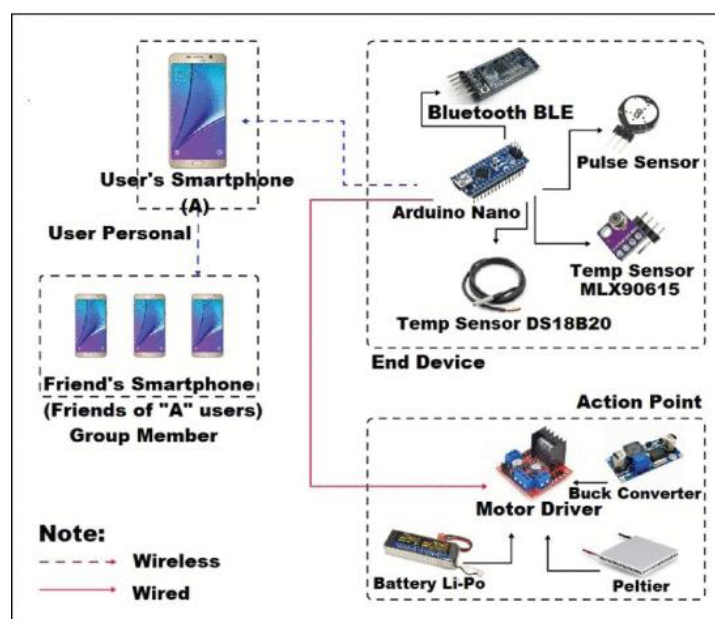 User's Smartphone
(A)
User Personal
Friend's Smartphone
(Friends of "A" users)
Group Member
Bluetooth BLE
Pulse Sensor
Arduino Nano
Temp Sensor
MLX90615
Temp Sensor DS18B20
End Device
Action Point
Buck Converter
Motor Driver
Battery Li-Po
Peltier
Note:
Wireless
Wired